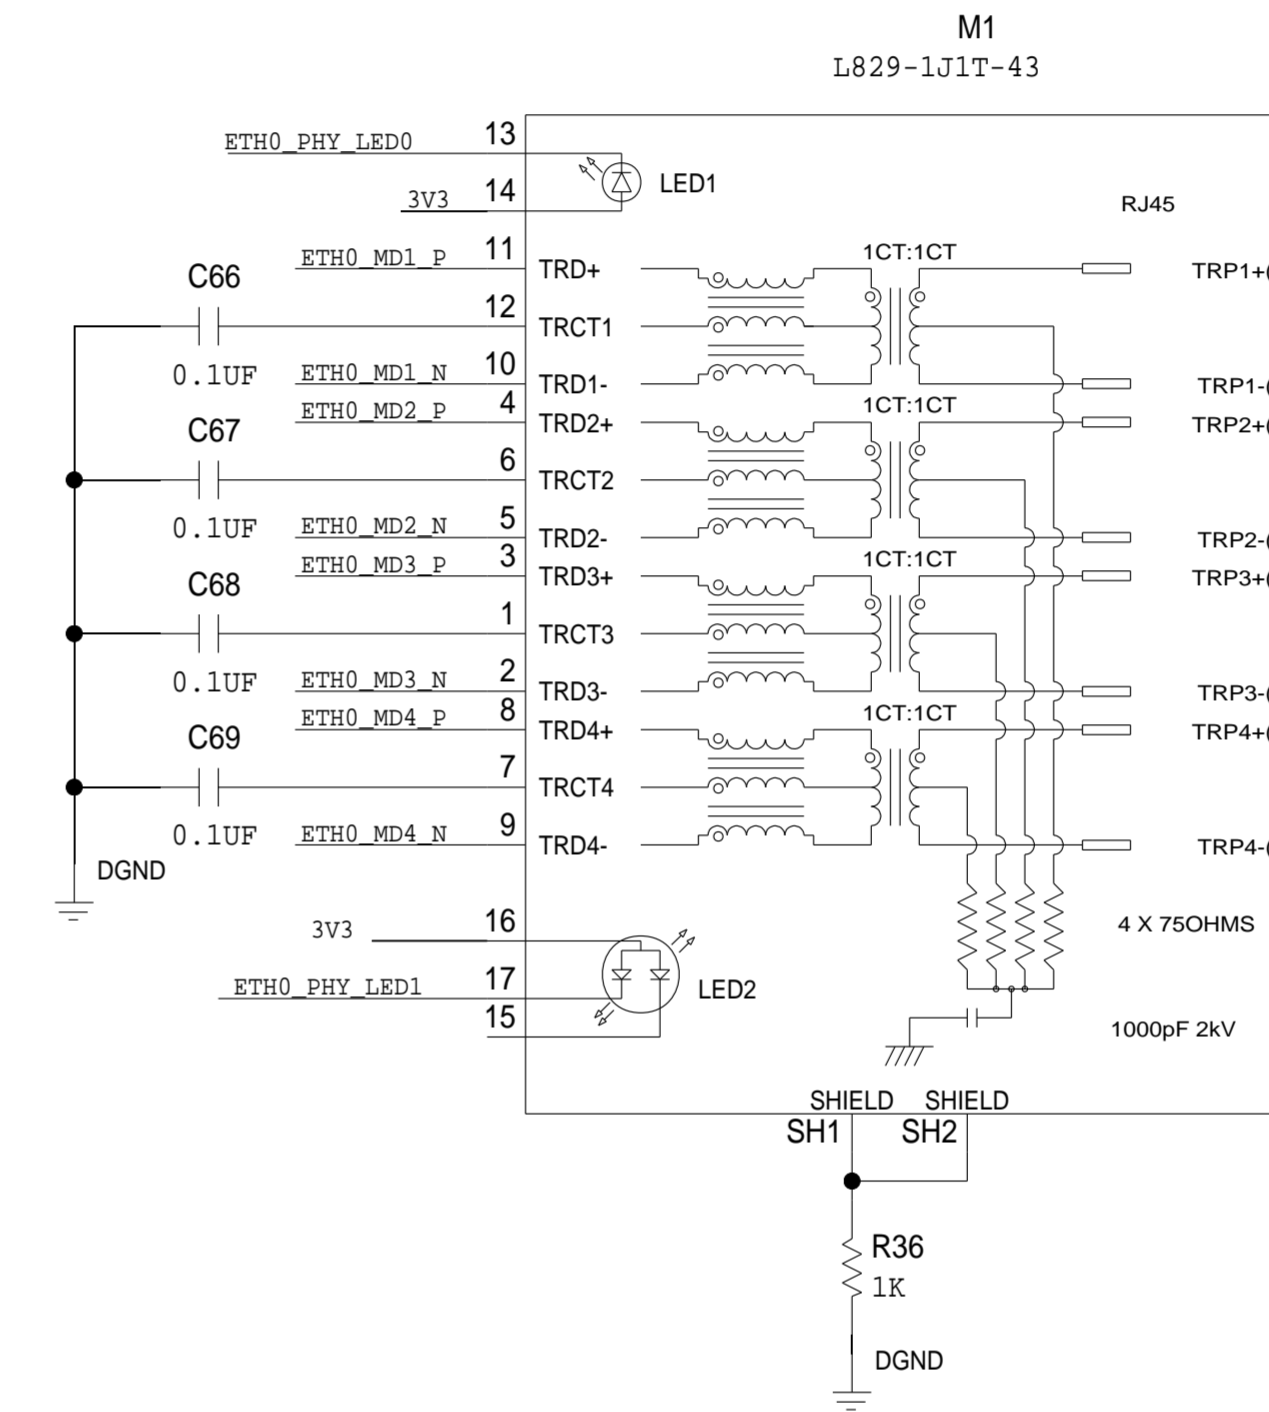 M1
L829-1J1T-43
ETH0_PHY_LED0 13
LED1
3V3 14
RJ45
1CT:1CT
ETH0_MD1_P 11 TRD+ TRP1+(
C66
12 TRCT1
0.1UF ETH0_MD1_N 10 TRD1- TRP1-(
1CT:1CT
ETH0_MD2_P 4 TRD2+ TRP2+(
C67
6 TRCT2
0.1UF ETH0_MD2_N 5 TRD2- TRP2-(
1CT:1CT
ETH0_MD3_P 3 TRD3+ TRP3+(
C68
1 TRCT3
0.1UF ETH0_MD3_N 2 TRD3- TRP3-(
1CT:1CT
ETH0_MD4_P 8 TRD4+ TRP4+(
C69
7 TRCT4
0.1UF ETH0_MD4_N 9 TRD4- TRP4-(
DGND
3V3 16
4 X 75OHMS
ETH0_PHY_LED1 17
LED2
15
1000pF 2kV
SHIELD SHIELD
SH1 SH2
R36
1K
DGND